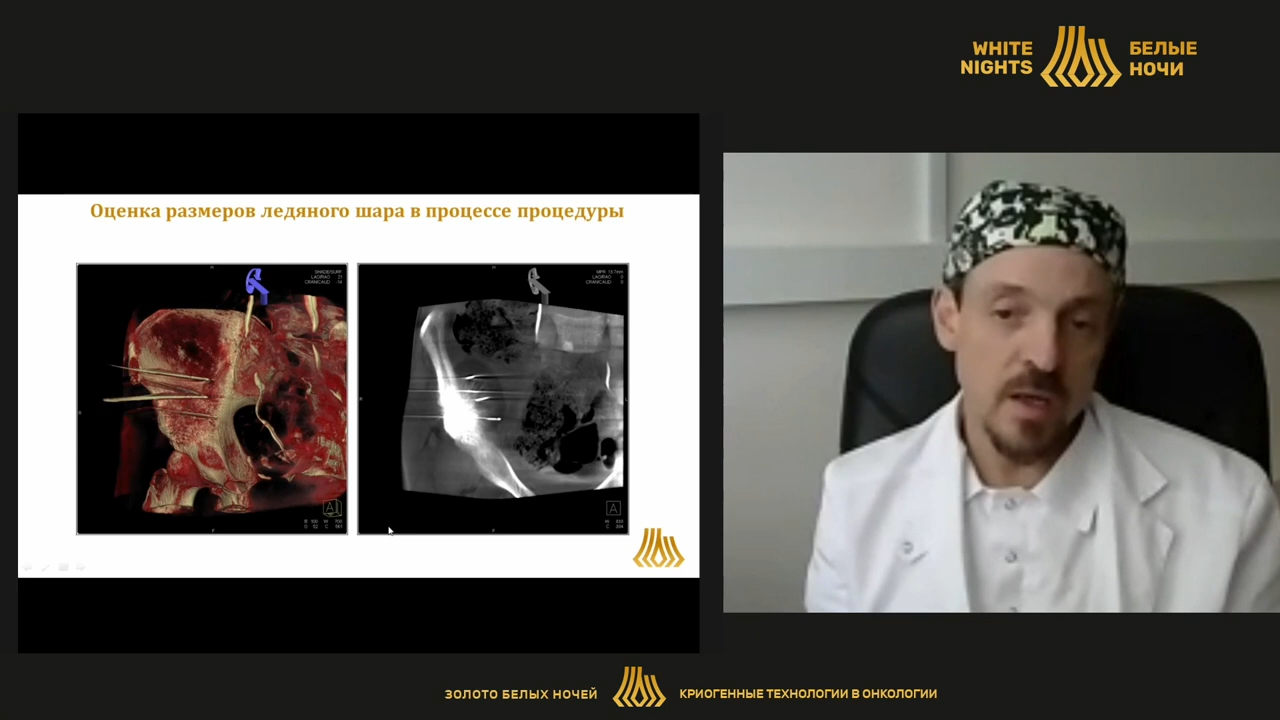 WHITE
NIGHTS
БЕЛЫЕ
НОЧИ
Оценка размеров ледяного шара в процессе процедуры
A
A
ЗОЛОТО БЕЛЫХ НОЧЕЙ
КРИОГЕННЫЕ ТЕХНОЛОГИИ В ОНКОЛОГИИ